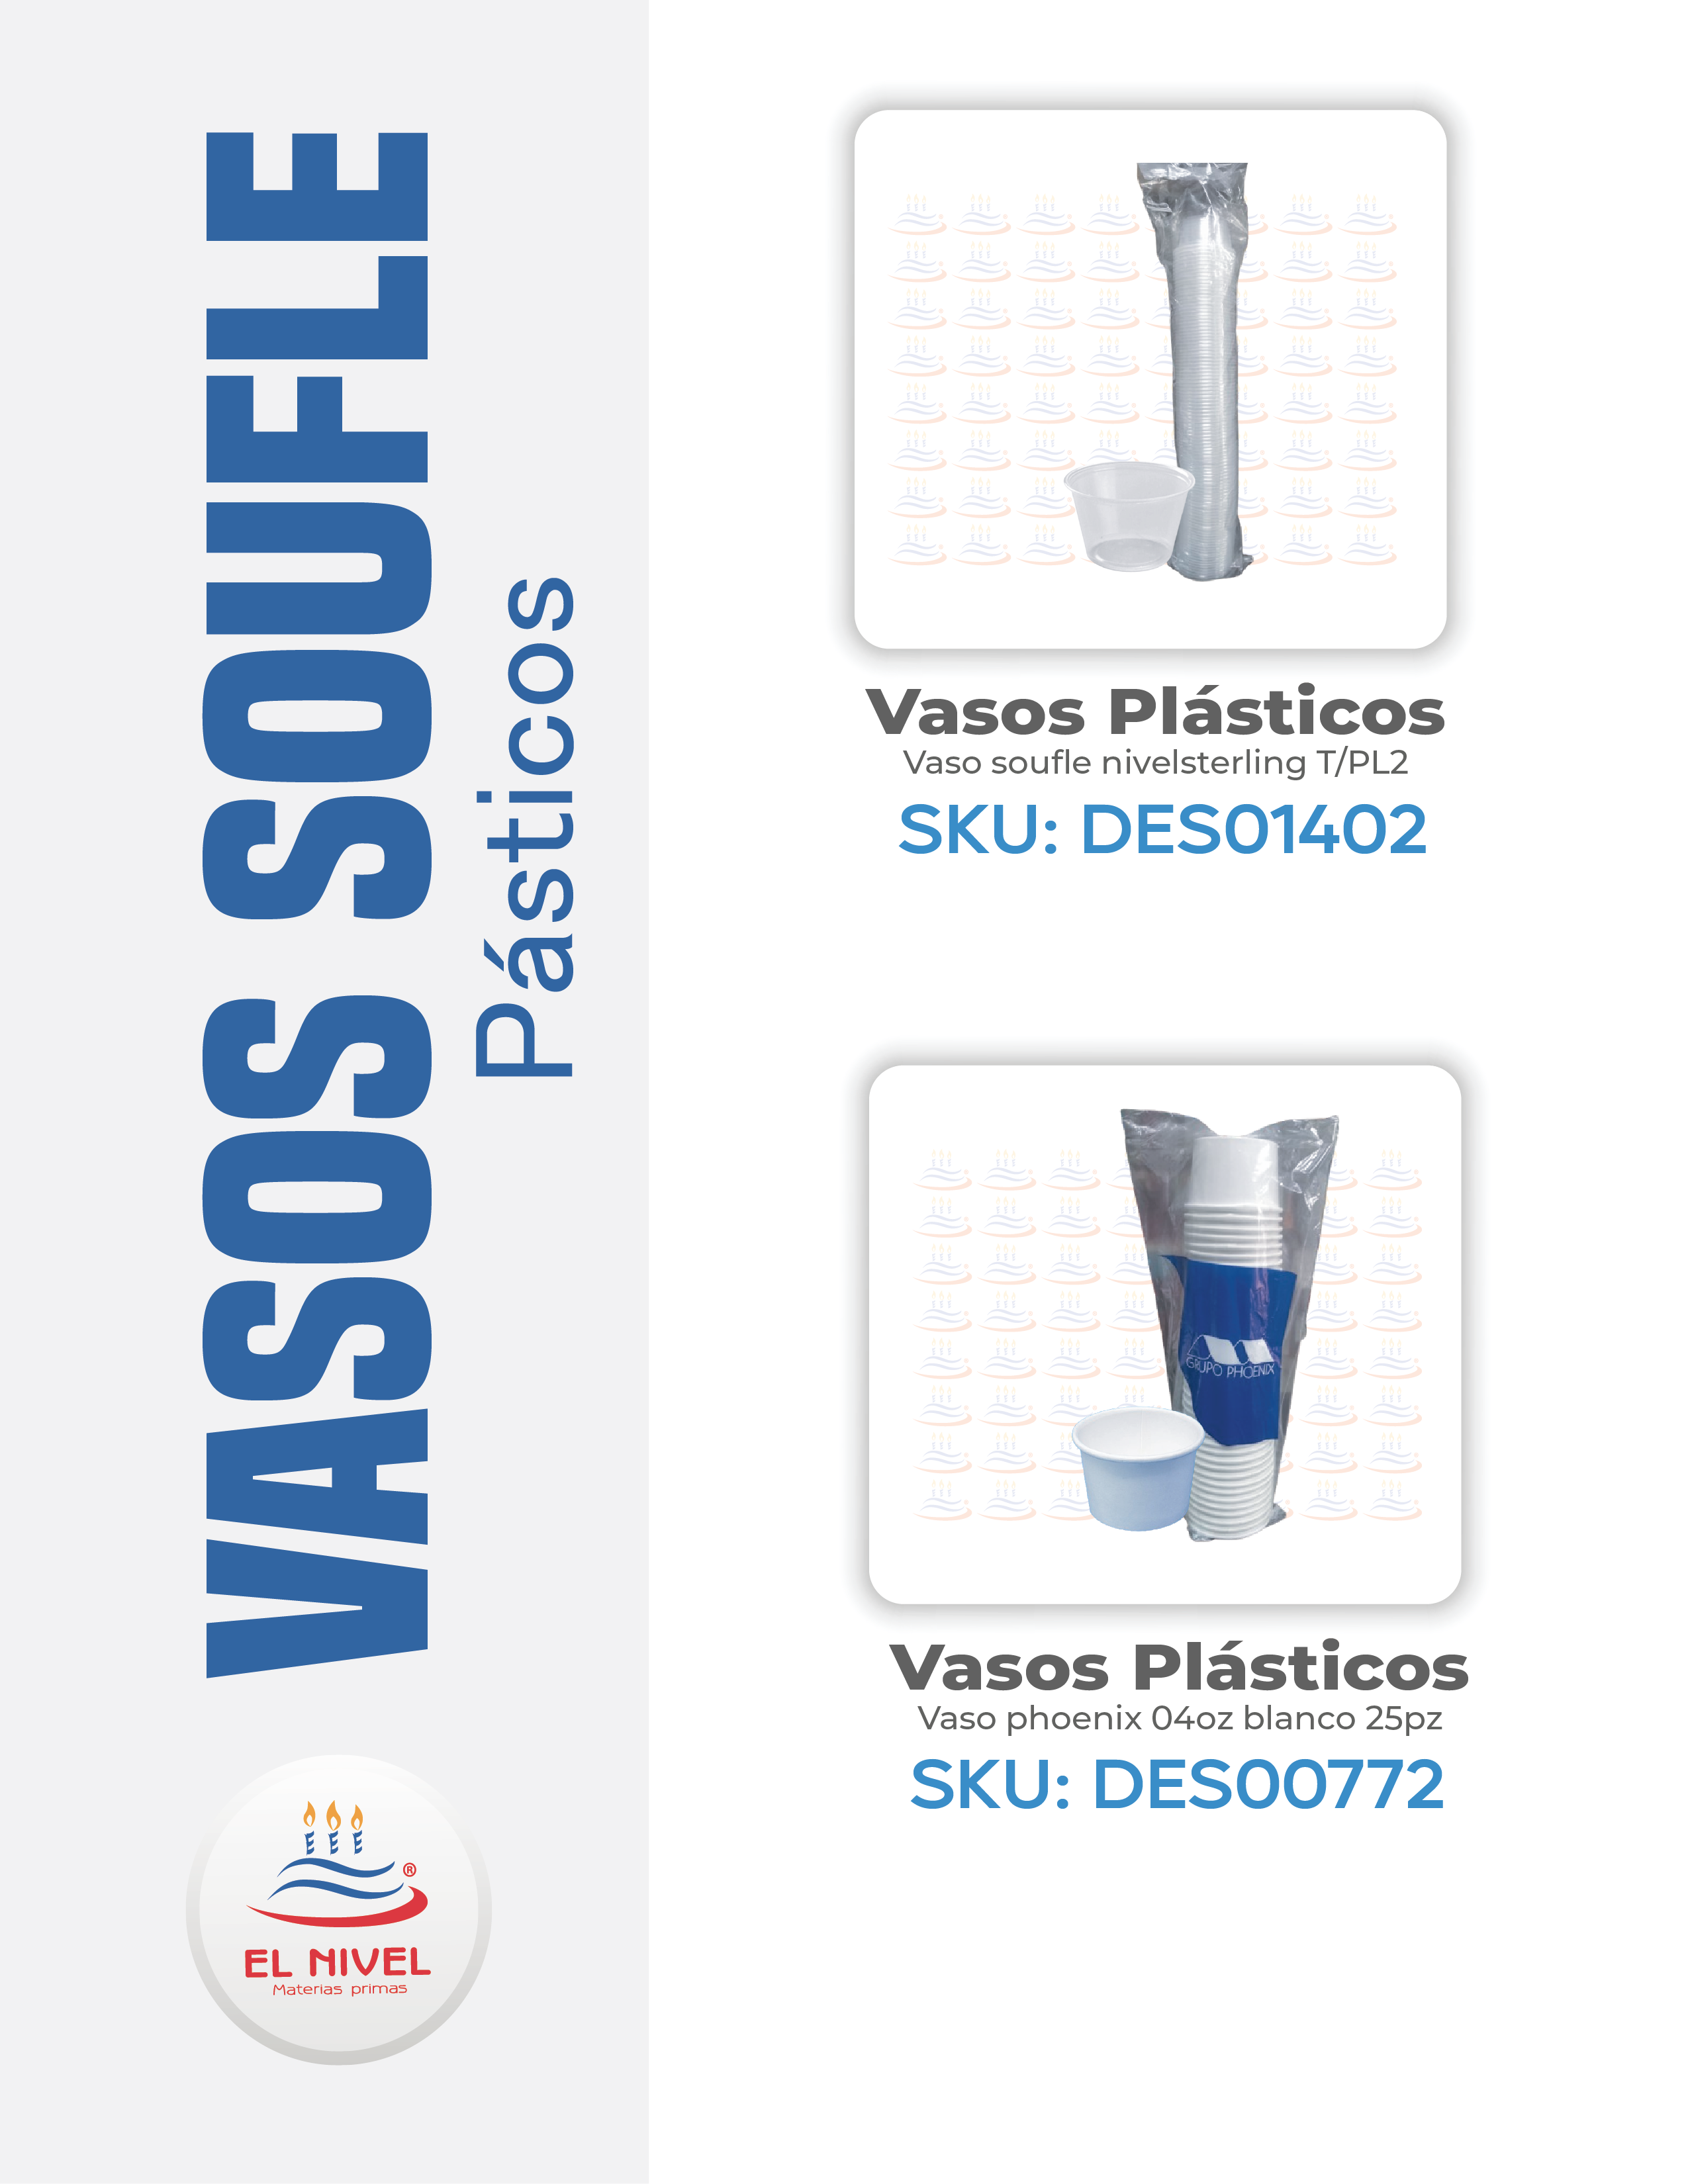 VASOS SOUFLE
Pásticos
Vasos Plásticos
Vaso soufle nivelsterling T/PL2
SKU: DES01402
GRUPO PHOENIX
Vasos Plásticos
Vaso phoenix 04oz blanco 25pz
SKU: DES00772
®
EL NIVEL
Materias primas